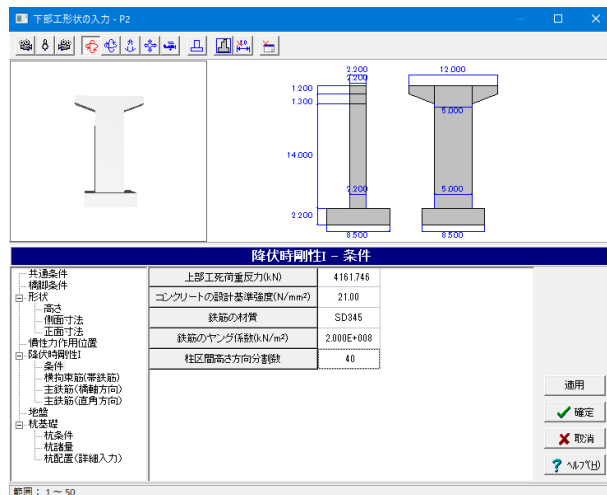 下部工形状の入力 - P2
2.200
2.200
12.000
1.200
1.300
5.000
14.000
2.200
5.000
2.200
8.500
8.500
降伏時剛性I - 条件
共通条件
橋脚条件
形状
高さ
側面寸法
正面寸法
慣性力作用位置
降伏時剛性I
条件
横拘束筋(帯鉄筋)
主鉄筋(橋軸方向)
主鉄筋(直角方向)
地盤
杭基礎
杭条件
杭諸量
杭配置(詳細入力)
上部工死荷重反力(kN) 4161.746
コンクリートの設計基準強度(N/mm²) 21.00
鉄筋の材質 SD345
鉄筋のヤング係数(kN/m²) 2.000E+008
柱区間高さ方向分割数 40
適用
確定
取消
? ヘルプ(H)
範囲： 1 ～ 50